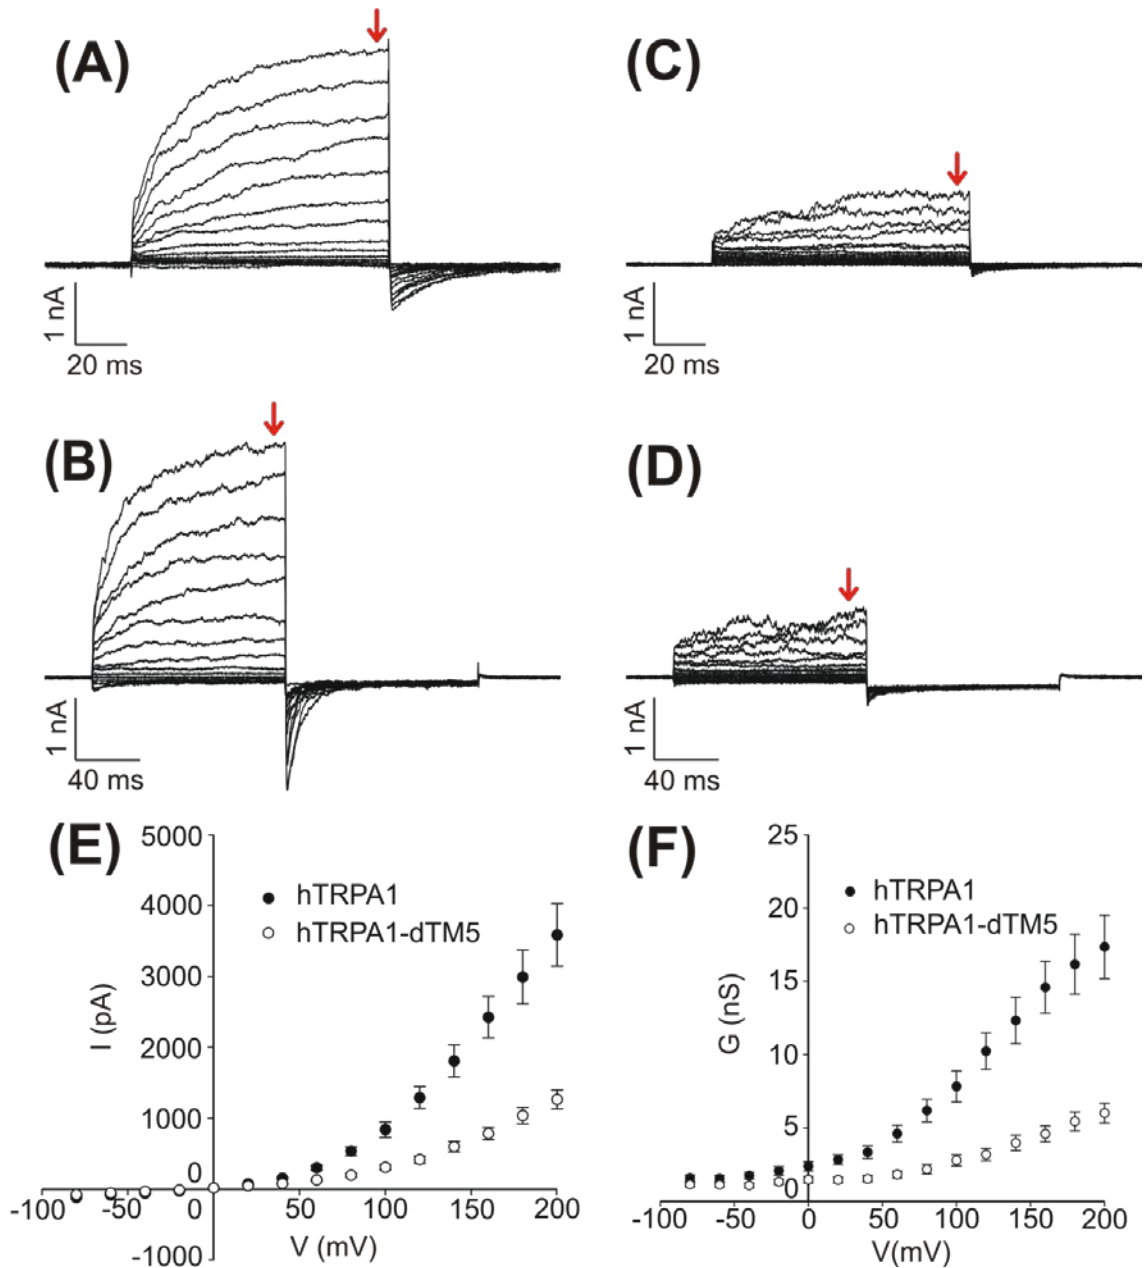 (A)
1 nA
20 ms
(C)
1 nA
20 ms
(B)
1 nA
40 ms
(D)
1 nA
40 ms
(E)
5000
4000
3000
2000
1000
0
-1000
I (pA)
hTRPA1
hTRPA1-dTM5
-100
-50
50
100
150
200
V (mV)
(F)
25
20
15
10
5
0
G (nS)
hTRPA1
hTRPA1-dTM5
-100
-50
0
50
100
150
200
V(mV)